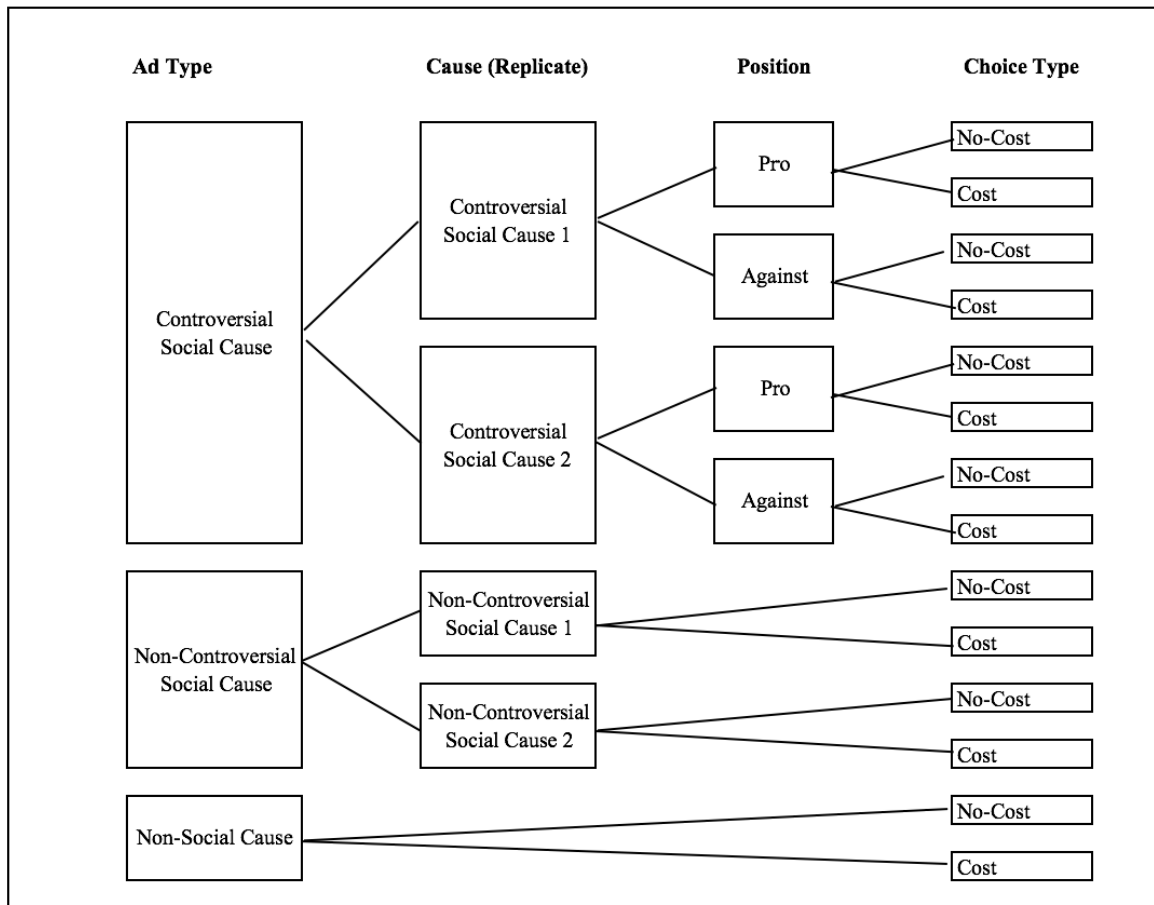 Ad Type
Cause (Replicate)
Position
Choice Type
Controversial
Social Cause
Controversial
Social Cause 1
Pro
No-Cost
Cost
Against
No-Cost
Cost
Controversial
Social Cause 2
Pro
No-Cost
Cost
Against
No-Cost
Cost
Non-Controversial
Social Cause
Non-Controversial
Social Cause 1
No-Cost
Cost
Non-Controversial
Social Cause 2
No-Cost
Cost
Non-Social Cause
No-Cost
Cost